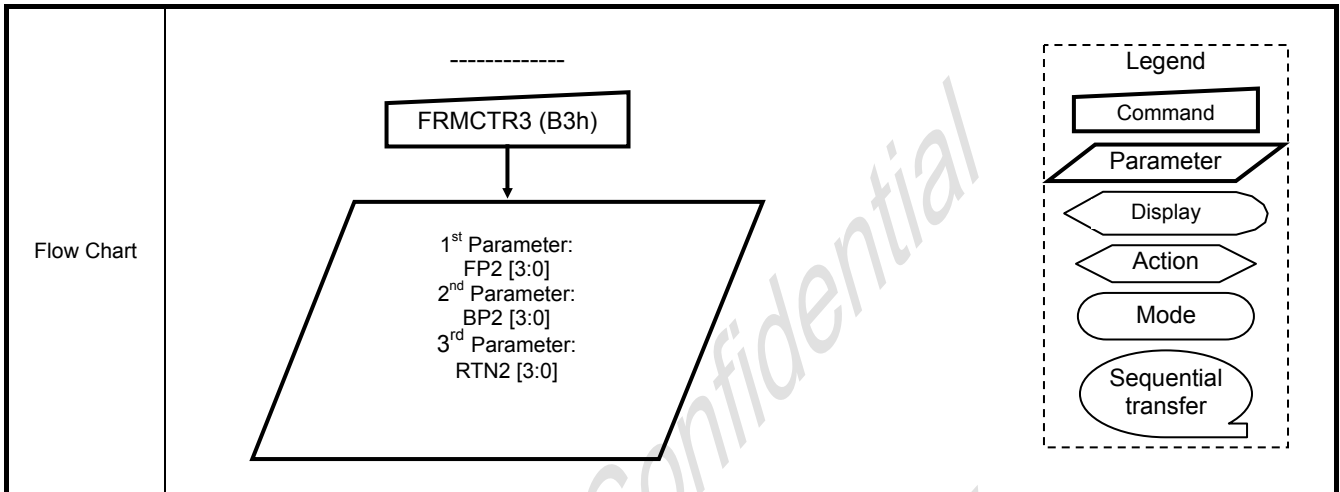 Flow Chart
-------------
FRMCTR3 (B3h)
1st Parameter:
FP2 [3:0]
2nd Parameter:
BP2 [3:0]
3rd Parameter:
RTN2 [3:0]
Legend
Command
Parameter
Display
Action
Mode
Sequential
transfer
Confidential